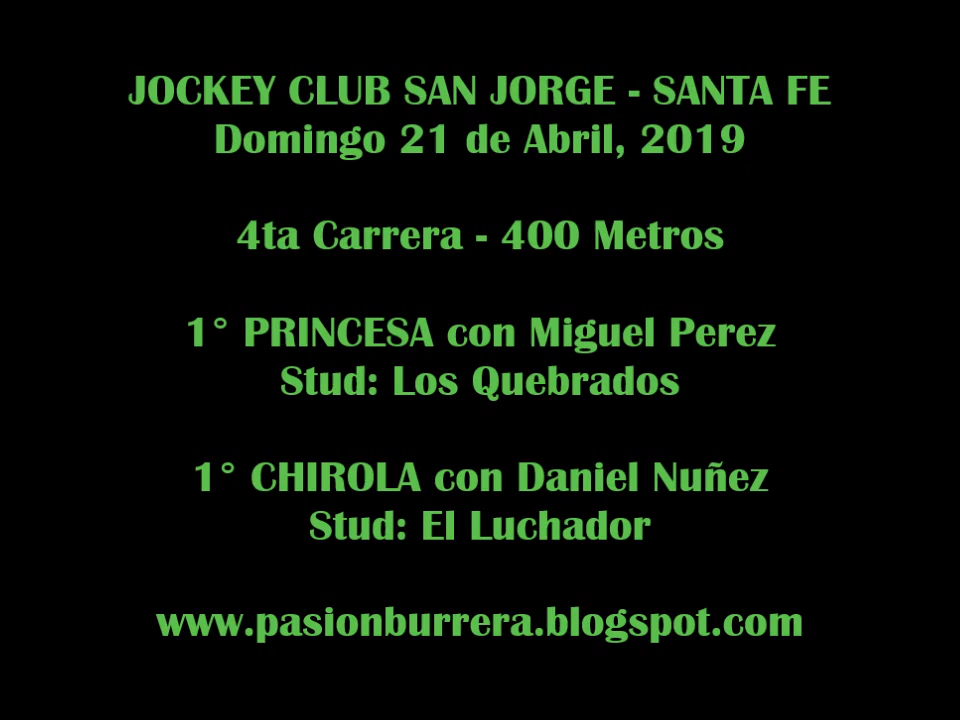 JOCKEY CLUB SAN JORGE - SANTA FE
Domingo 21 de Abril, 2019
4ta Carrera - 400 Metros
1° PRINCESA con Miguel Perez
Stud: Los Quebrados
1° CHIROLA con Daniel Nuñez
Stud: El Luchador
www.pasionburrera.blogspot.com